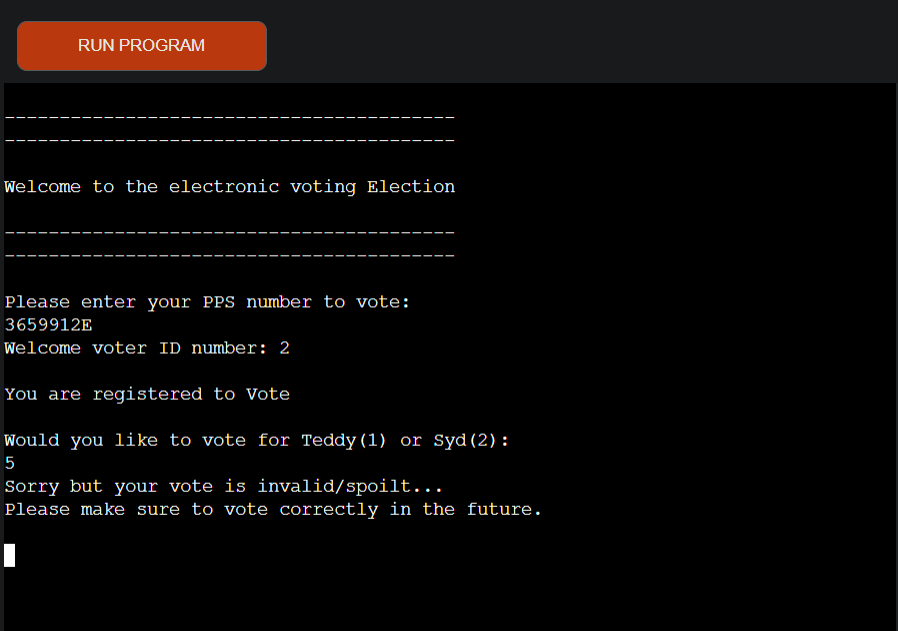 RUN PROGRAM
-----------------------------------------
-----------------------------------------
Welcome to the electronic voting Election
-----------------------------------------
-----------------------------------------
Please enter your PPS number to vote:
3659912E
Welcome voter ID number: 2
You are registered to Vote
Would you like to vote for Teddy(1) or Syd(2):
5
Sorry but your vote is invalid/spoilt...
Please make sure to vote correctly in the future.